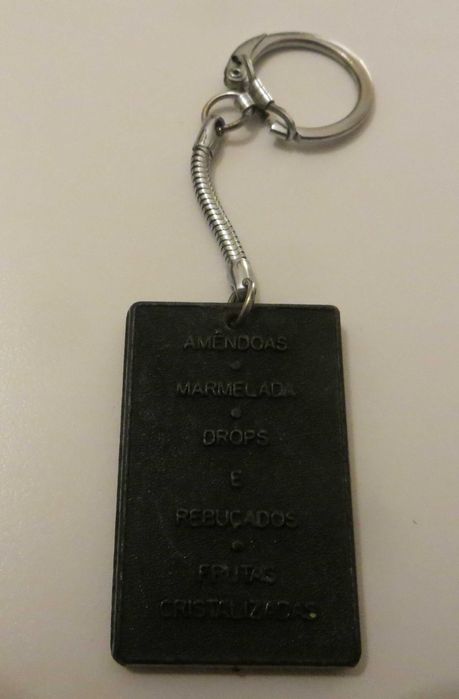 AMÊNDOAS
•
MARMELADA
•
DROPS
E
REBUÇADOS
•
FRUTAS
CRISTALIZADAS